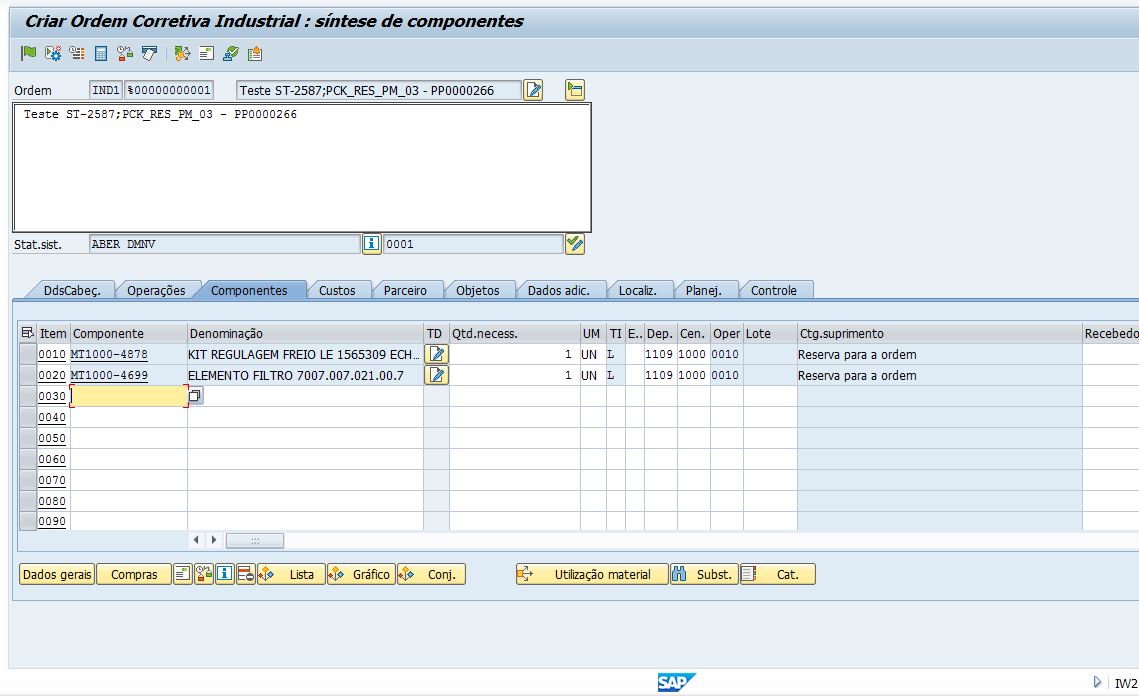 Criar Ordem Corretiva Industrial : síntese de componentes
Ordem IND1 %00000000001 Teste ST-2587;PCK_RES_PM_03 - PP0000266
Teste ST-2587;PCK_RES_PM_03 - PP0000266
Stat.sist. ABER DMNV 0001
DdsCabeç. Operações Componentes Custos Parceiro Objetos Dados adic. Localiz. Planej. Controle
Item Componente Denominação TD Qtd.necess. UM TI E.. Dep. Cen. Oper Lote Ctg.suprimento Recebedo
0010 MT1000-4878 KIT REGULAGEM FREIO LE 1565309 ECH... 1 UN L 1109 1000 0010 Reserva para a ordem
0020 MT1000-4699 ELEMENTO FILTRO 7007.007.021.00.7 1 UN L 1109 1000 0010 Reserva para a ordem
0030
0040
0050
0060
0070
0080
0090
Dados gerais Compras Lista Gráfico Conj. Utilização material Subst. Cat.
SAP IW2